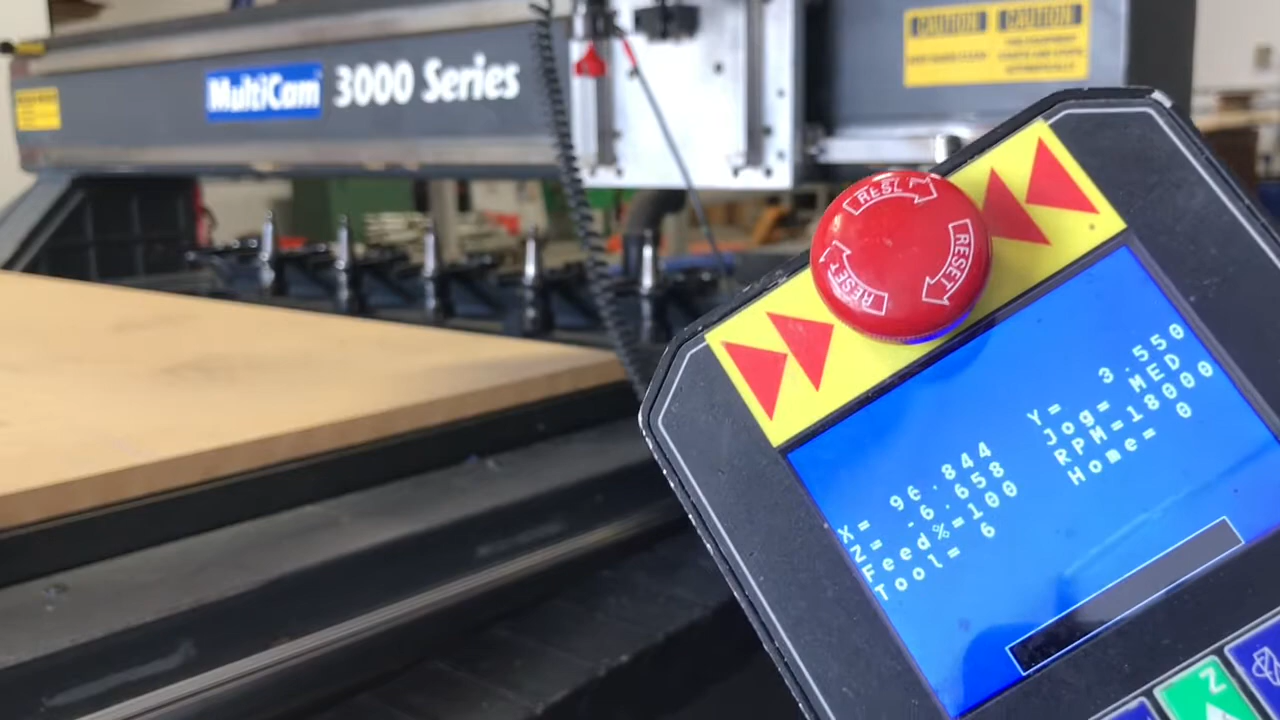 MultiCam 3000 Series
CAUTION CAUTION
RESET
RESET
X= 96.844 Y= 3.550
Z= -6.658 Jog= MED
Feed%=100 RPM=18000
Tool= 6 Home= 0
Z